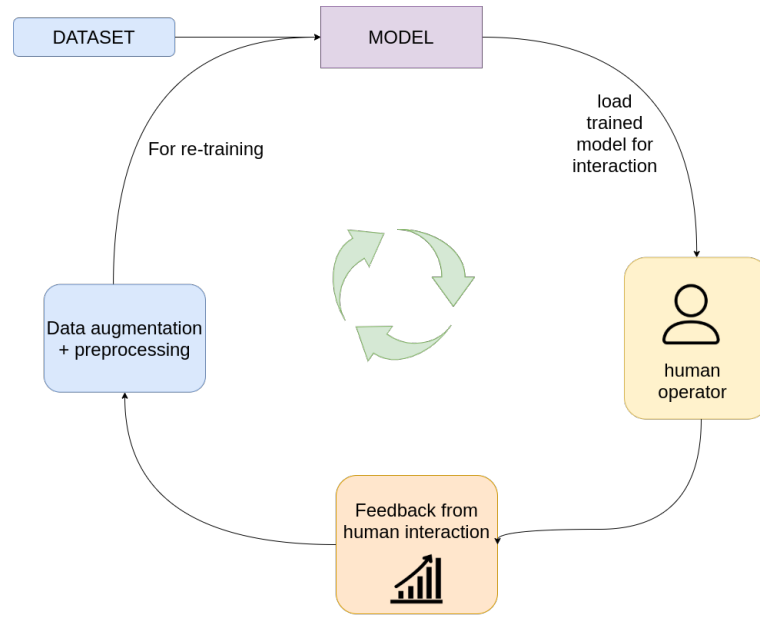 DATASET
MODEL
load
trained
model for
interaction
For re-training
Data augmentation
+ preprocessing
human
operator
Feedback from
human interaction